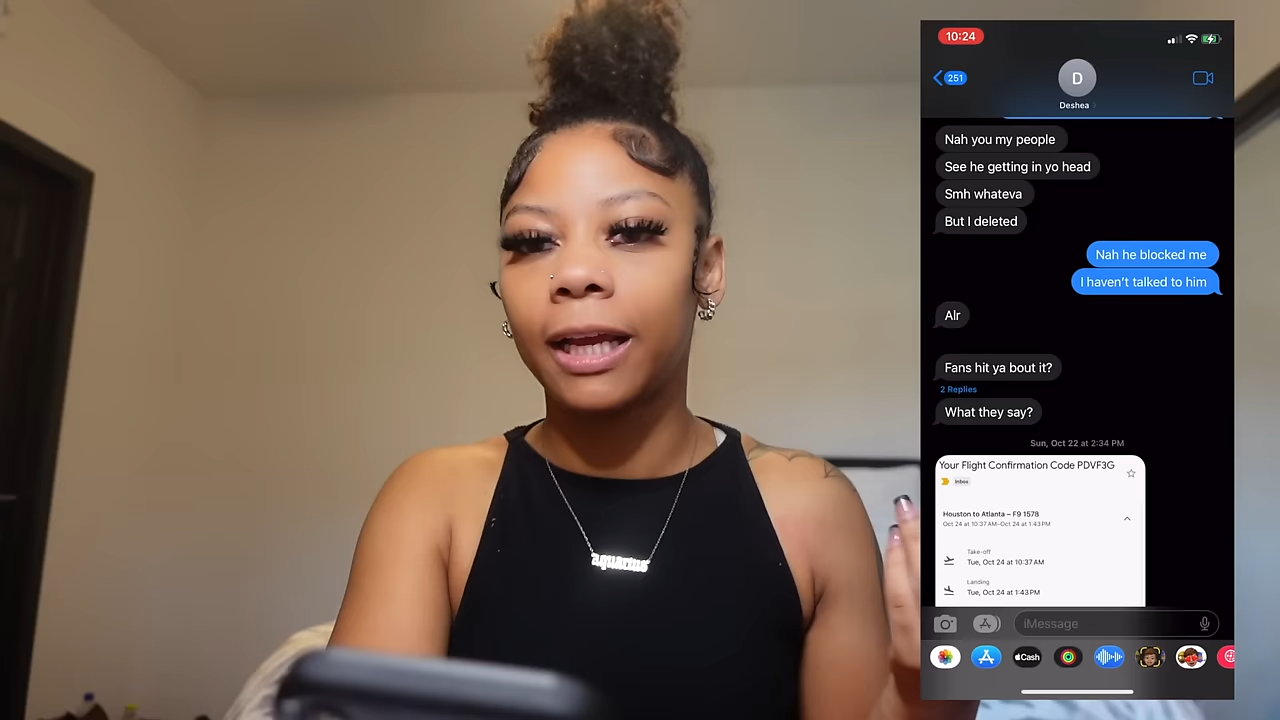 10:24
251
D
Deshea
Nah you my people
See he getting in yo head
Smh whateva
But I deleted
Nah he blocked me
I haven’t talked to him
Alr
Fans hit ya bout it?
2 Replies
What they say?
Sun, Oct 22 at 2:34 PM
Your Flight Confirmation Code PDVF3G
Inbox
Houston to Atlanta – F9 1578
Oct 24 at 10:37 AM–Oct 24 at 1:43 PM
Take-off
Tue, Oct 24 at 10:37 AM
Landing
Tue, Oct 24 at 1:43 PM
iMessage
Cash
aquarius